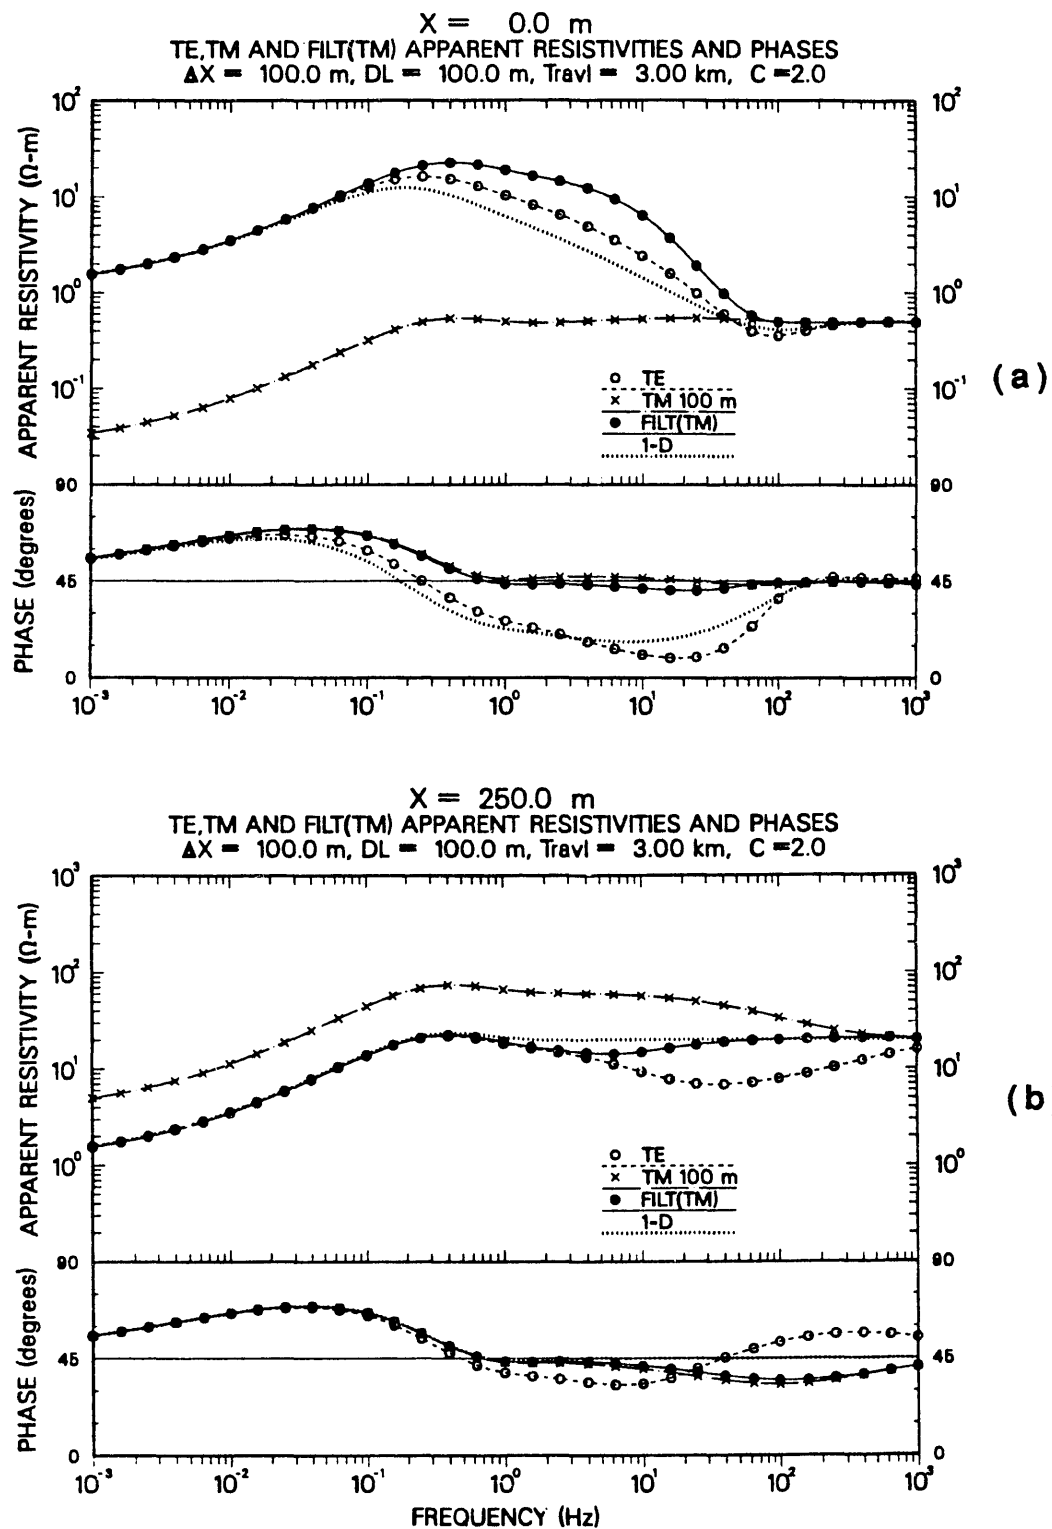 X = 0.0 m
TE,TM AND FILT(TM) APPARENT RESISTIVITIES AND PHASES
ΔX = 100.0 m, DL = 100.0 m, Travl = 3.00 km, C =2.0
APPARENT RESISTIVITY (Ω-m)
10² 10²
10¹ 10¹
10⁰ 10⁰
10⁻¹ 10⁻¹
TE
TM 100 m
FILT(TM)
1-D
(a)
PHASE (degrees)
90 90
45 45
0 0
10⁻³ 10⁻² 10⁻¹ 10⁰ 10¹ 10² 10³
X = 250.0 m
TE,TM AND FILT(TM) APPARENT RESISTIVITIES AND PHASES
ΔX = 100.0 m, DL = 100.0 m, Travl = 3.00 km, C =2.0
APPARENT RESISTIVITY (Ω-m)
10³ 10³
10² 10²
10¹ 10¹
10⁰ 10⁰
TE
TM 100 m
FILT(TM)
1-D
(b
PHASE (degrees)
90 90
45 45
0 0
10⁻³ 10⁻² 10⁻¹ 10⁰ 10¹ 10² 10³
FREQUENCY (Hz)